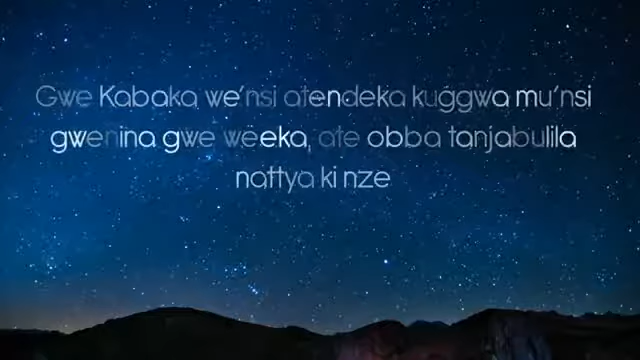 Gwe Kabaka we'nsi atendeka kuggwa mu'nsi
gwenina gwe weeka, ate obba tanjabulila
nattya ki nze